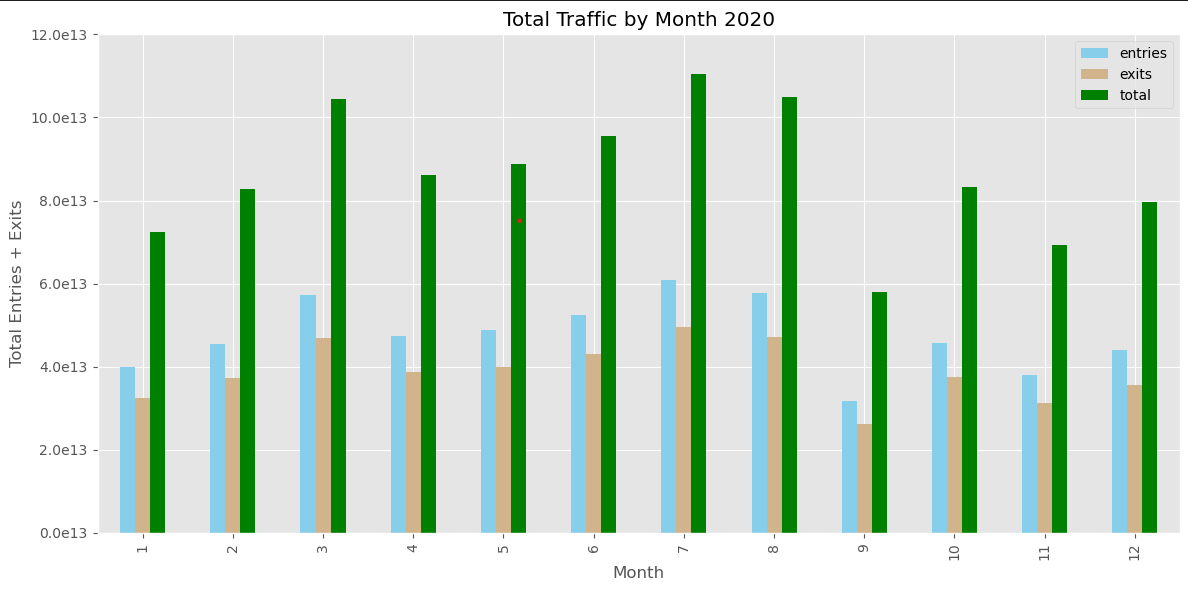 Total Traffic by Month 2020
12.0e13
10.0e13
8.0e13
6.0e13
4.0e13
2.0e13
0.0e13
Total Entries + Exits
entries
exits
total
1 2 3 4 5 6 7 8 9 10 11 12
Month